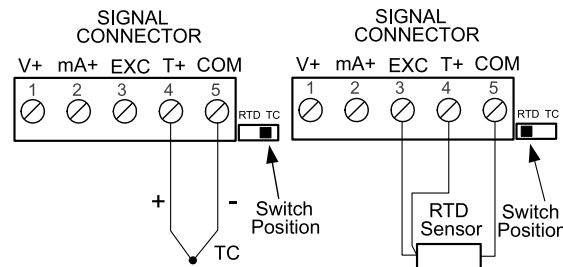 SIGNAL
CONNECTOR
V+ mA+ EXC T+ COM
1 2 3 4 5
RTD TC
+ -
Switch
Position
TC
SIGNAL
CONNECTOR
V+ mA+ EXC T+ COM
1 2 3 4 5
RTD TC
RTD
Sensor
Switch
Position